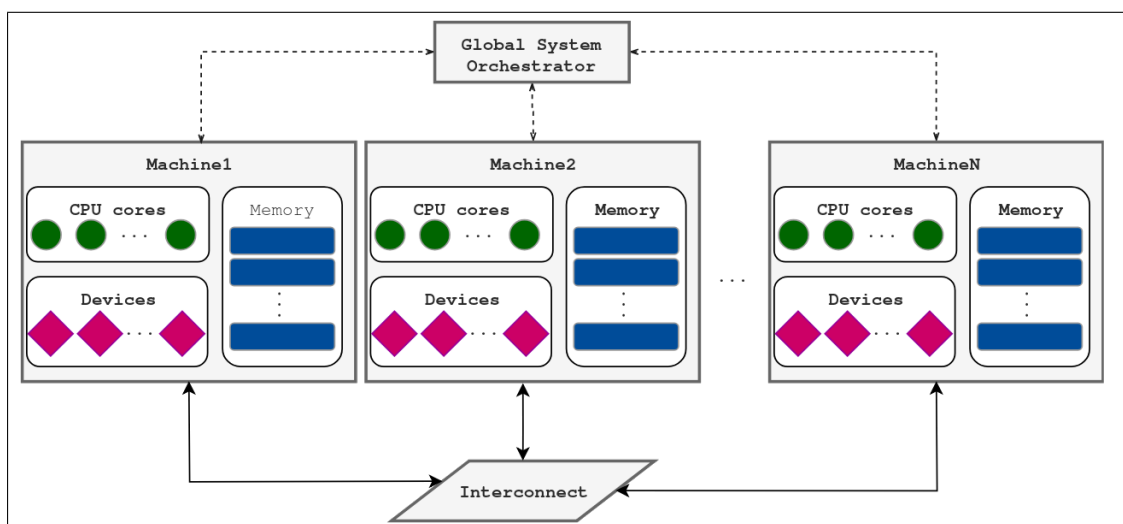 Global System
Orchestrator
Machine1
CPU cores
...
Memory
Devices
...
Machine2
CPU cores
...
Memory
Devices
...
...
MachineN
CPU cores
...
Memory
Devices
...
Interconnect